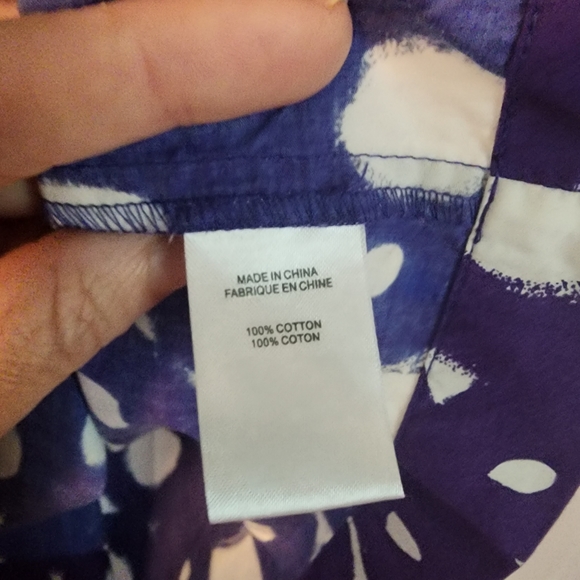 MADE IN CHINA
FABRIQUE EN CHINE
100% COTTON
100% COTON